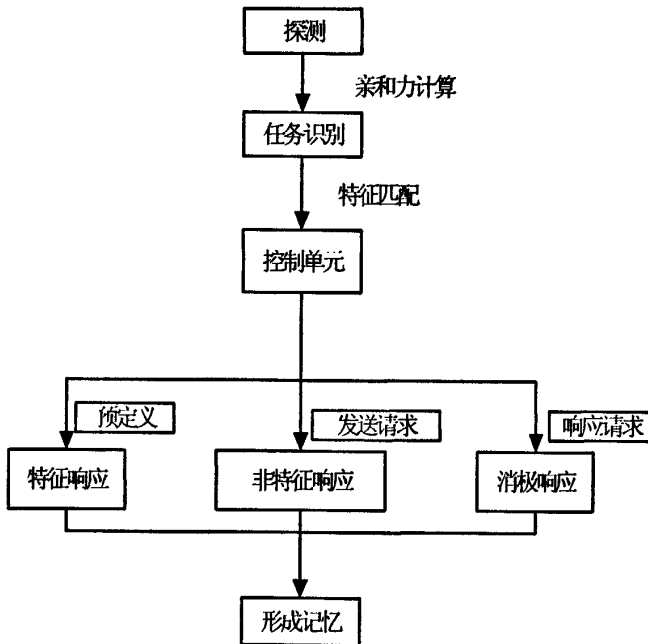 探测
亲和力计算
任务识别
特征匹配
控制单元
预定义
发送请求
响应请求
特征响应
非特征响应
消极响应
形成记忆